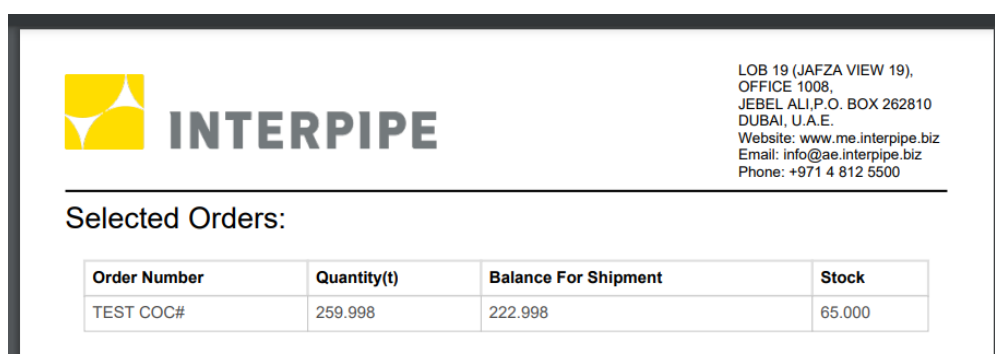 INTERPIPE
LOB 19 (JAFZA VIEW 19),
OFFICE 1008,
JEBEL ALI,P.O. BOX 262810
DUBAI, U.A.E.
Website: www.me.interpipe.biz
Email: info@ae.interpipe.biz
Phone: +971 4 812 5500
Selected Orders:
Order Number Quantity(t) Balance For Shipment Stock
TEST COC# 259.998 222.998 65.000